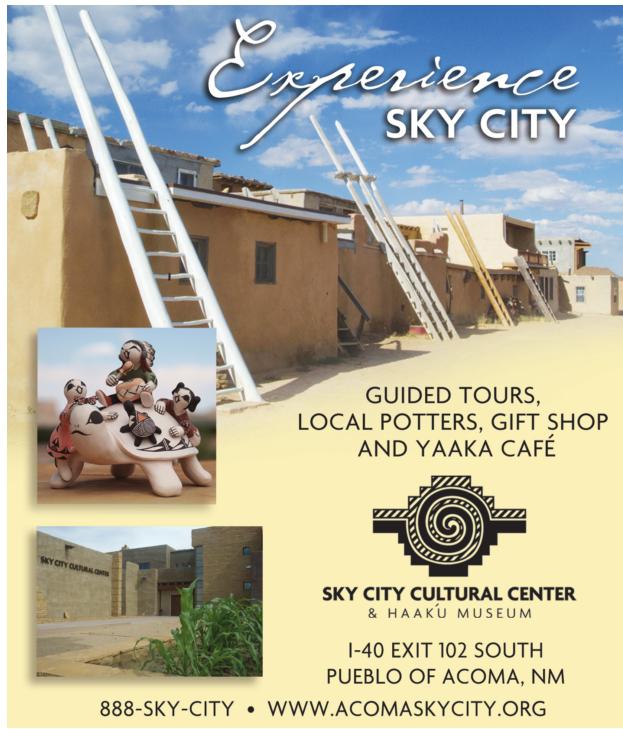 Experience
SKY CITY
GUIDED TOURS,
LOCAL POTTERS, GIFT SHOP
AND YAAKA CAFÉ
SKY CITY CULTURAL CENTER
SKY CITY CULTURAL CENTER
& HAAKÚ MUSEUM
I-40 EXIT 102 SOUTH
PUEBLO OF ACOMA, NM
888-SKY-CITY • WWW.ACOMASKYCITY.ORG